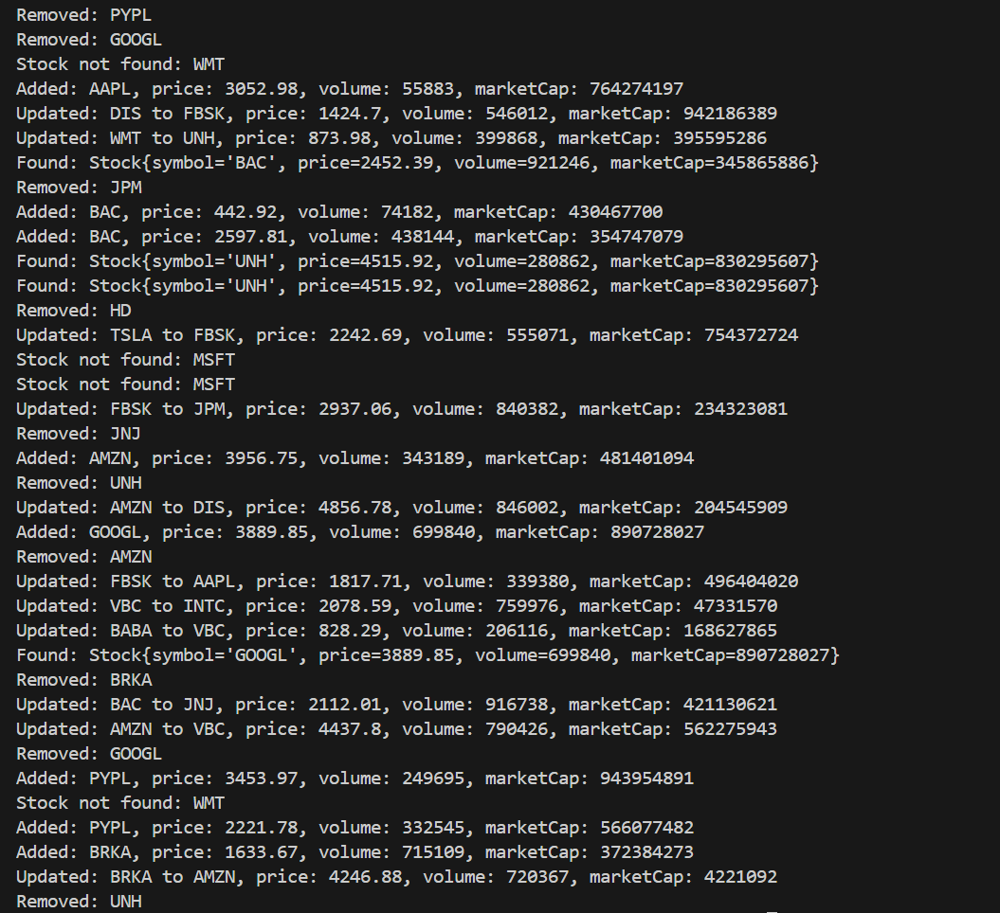 Removed: PYPL
Removed: GOOGL
Stock not found: WMT
Added: AAPL, price: 3052.98, volume: 55883, marketCap: 764274197
Updated: DIS to FBSK, price: 1424.7, volume: 546012, marketCap: 942186389
Updated: WMT to UNH, price: 873.98, volume: 399868, marketCap: 395595286
Found: Stock{symbol='BAC', price=2452.39, volume=921246, marketCap=345865886}
Removed: JPM
Added: BAC, price: 442.92, volume: 74182, marketCap: 430467700
Added: BAC, price: 2597.81, volume: 438144, marketCap: 354747079
Found: Stock{symbol='UNH', price=4515.92, volume=280862, marketCap=830295607}
Found: Stock{symbol='UNH', price=4515.92, volume=280862, marketCap=830295607}
Removed: HD
Updated: TSLA to FBSK, price: 2242.69, volume: 555071, marketCap: 754372724
Stock not found: MSFT
Stock not found: MSFT
Updated: FBSK to JPM, price: 2937.06, volume: 840382, marketCap: 234323081
Removed: JNJ
Added: AMZN, price: 3956.75, volume: 343189, marketCap: 481401094
Removed: UNH
Updated: AMZN to DIS, price: 4856.78, volume: 846002, marketCap: 204545909
Added: GOOGL, price: 3889.85, volume: 699840, marketCap: 890728027
Removed: AMZN
Updated: FBSK to AAPL, price: 1817.71, volume: 339380, marketCap: 496404020
Updated: VBC to INTC, price: 2078.59, volume: 759976, marketCap: 47331570
Updated: BABA to VBC, price: 828.29, volume: 206116, marketCap: 168627865
Found: Stock{symbol='GOOGL', price=3889.85, volume=699840, marketCap=890728027}
Removed: BRKA
Updated: BAC to JNJ, price: 2112.01, volume: 916738, marketCap: 421130621
Updated: AMZN to VBC, price: 4437.8, volume: 790426, marketCap: 562275943
Removed: GOOGL
Added: PYPL, price: 3453.97, volume: 249695, marketCap: 943954891
Stock not found: WMT
Added: PYPL, price: 2221.78, volume: 332545, marketCap: 566077482
Added: BRKA, price: 1633.67, volume: 715109, marketCap: 372384273
Updated: BRKA to AMZN, price: 4246.88, volume: 720367, marketCap: 4221092
Removed: UNH